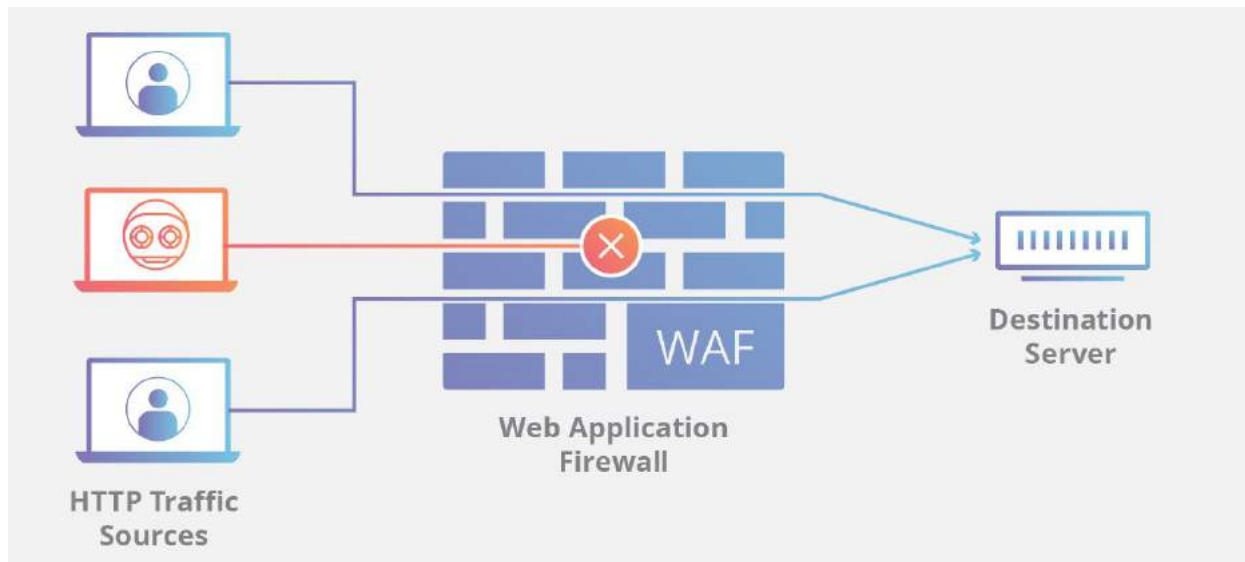 WAF
Web Application
Firewall
Destination
Server
HTTP Traffic
Sources